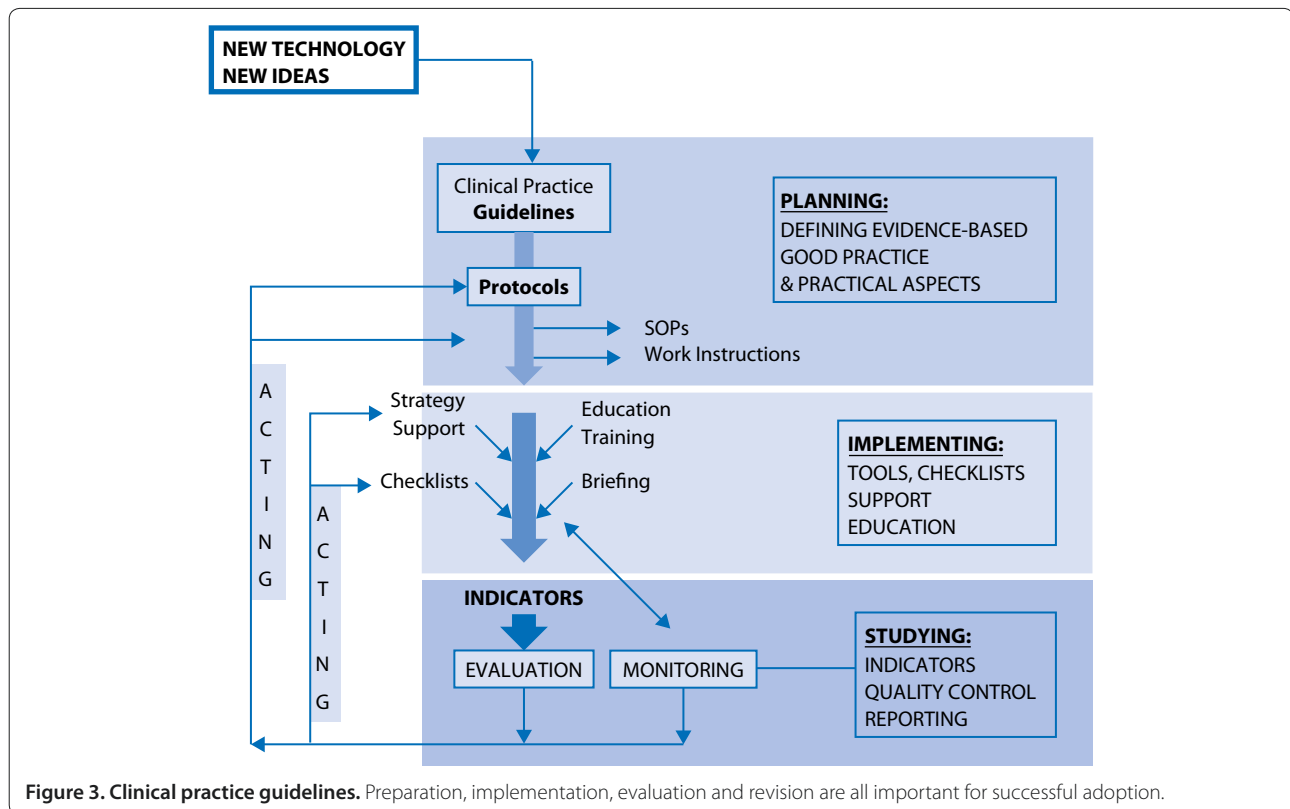 NEW TECHNOLOGY
NEW IDEAS
Clinical Practice
Guidelines
Protocols
SOPs
Work Instructions
PLANNING:
DEFINING EVIDENCE-BASED
GOOD PRACTICE
& PRACTICAL ASPECTS
A
C
T
I
N
G
A
C
T
I
N
G
Strategy
Support
Education
Training
Checklists
Briefing
IMPLEMENTING:
TOOLS, CHECKLISTS
SUPPORT
EDUCATION
INDICATORS
EVALUATION
MONITORING
STUDYING:
INDICATORS
QUALITY CONTROL
REPORTING
Figure 3. Clinical practice guidelines. Preparation, implementation, evaluation and revision are all important for successful adoption.